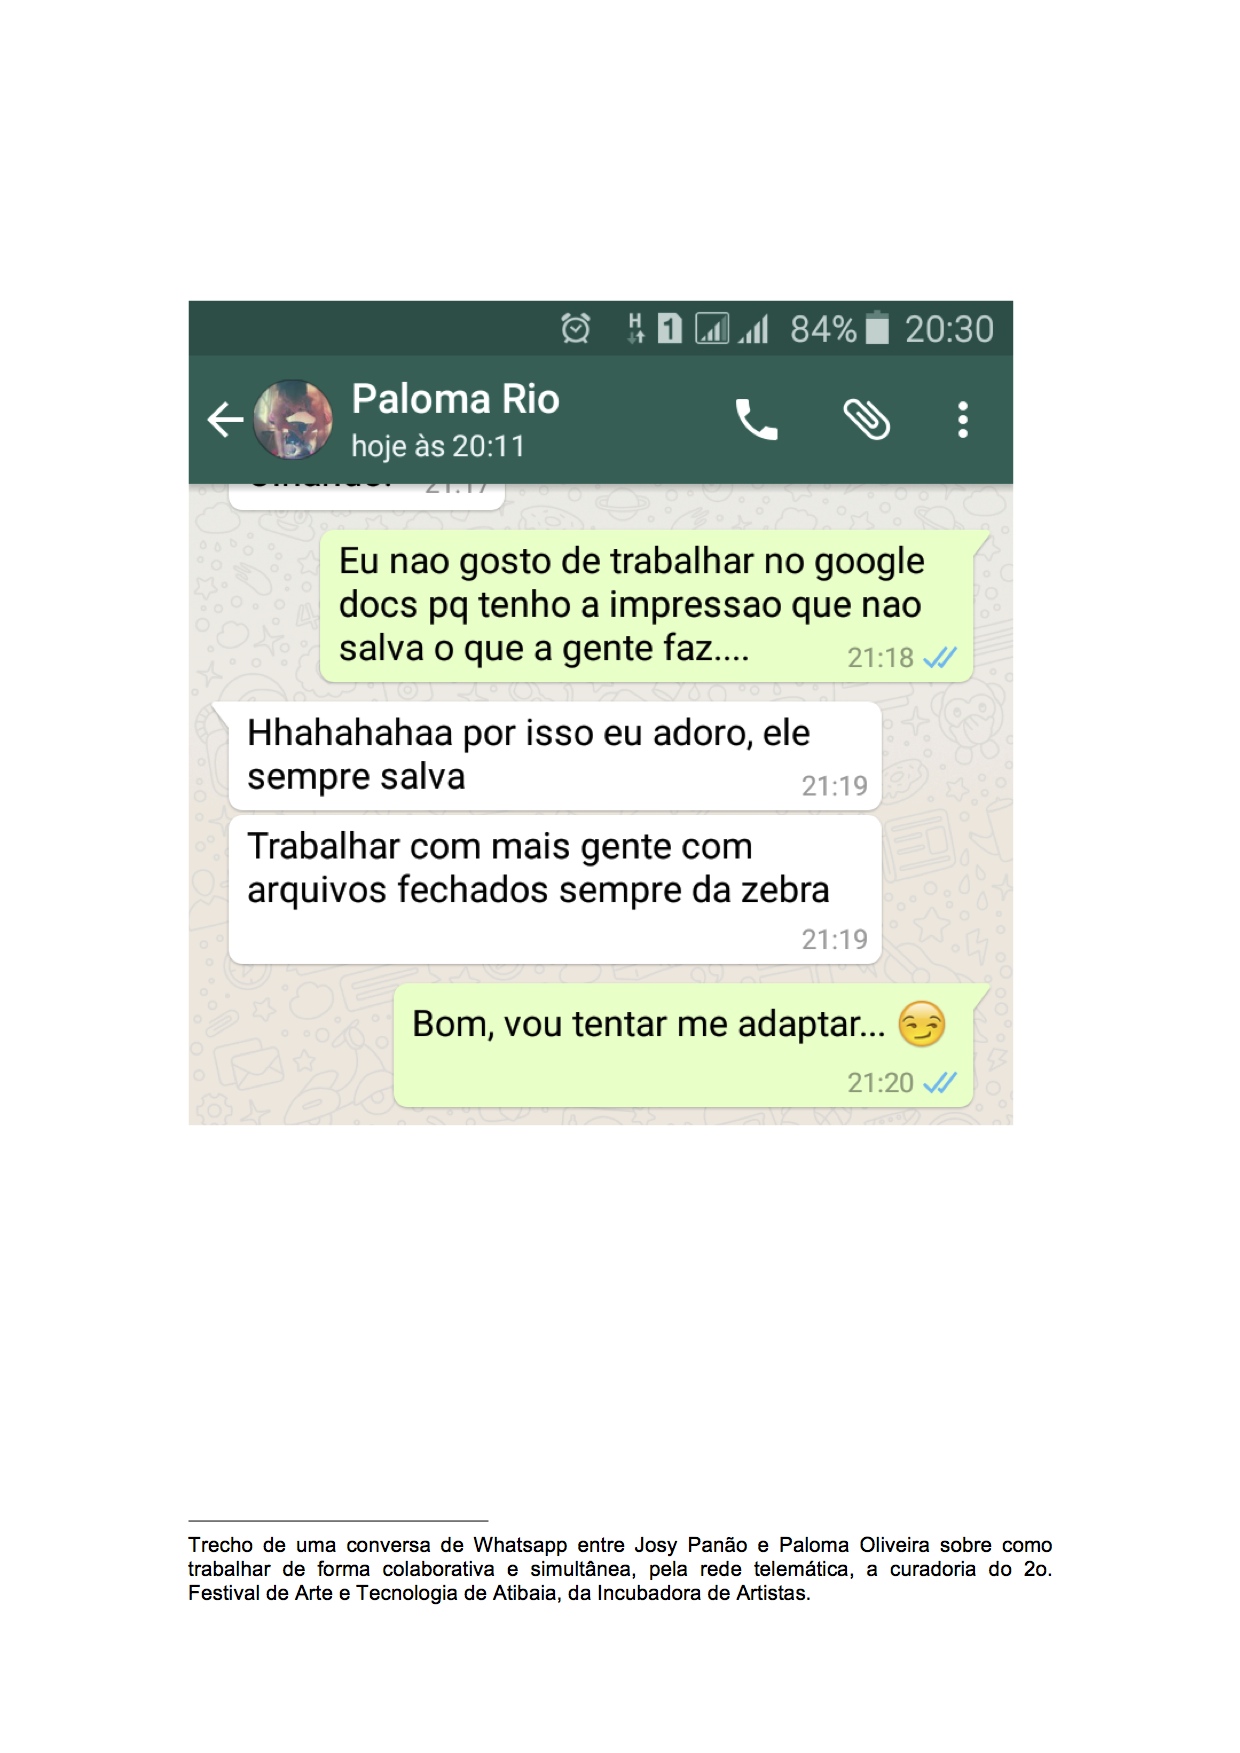 H 1 84% 20:30
Paloma Rio
hoje às 20:11
21:17
Eu nao gosto de trabalhar no google
docs pq tenho a impressao que nao
salva o que a gente faz....
21:18
Hhahahahaa por isso eu adoro, ele
sempre salva
21:19
Trabalhar com mais gente com
arquivos fechados sempre da zebra
21:19
Bom, vou tentar me adaptar... 😏
21:20
Trecho de uma conversa de Whatsapp entre Josy Panão e Paloma Oliveira sobre como
trabalhar de forma colaborativa e simultânea, pela rede telemática, a curadoria do 2o.
Festival de Arte e Tecnologia de Atibaia, da Incubadora de Artistas.